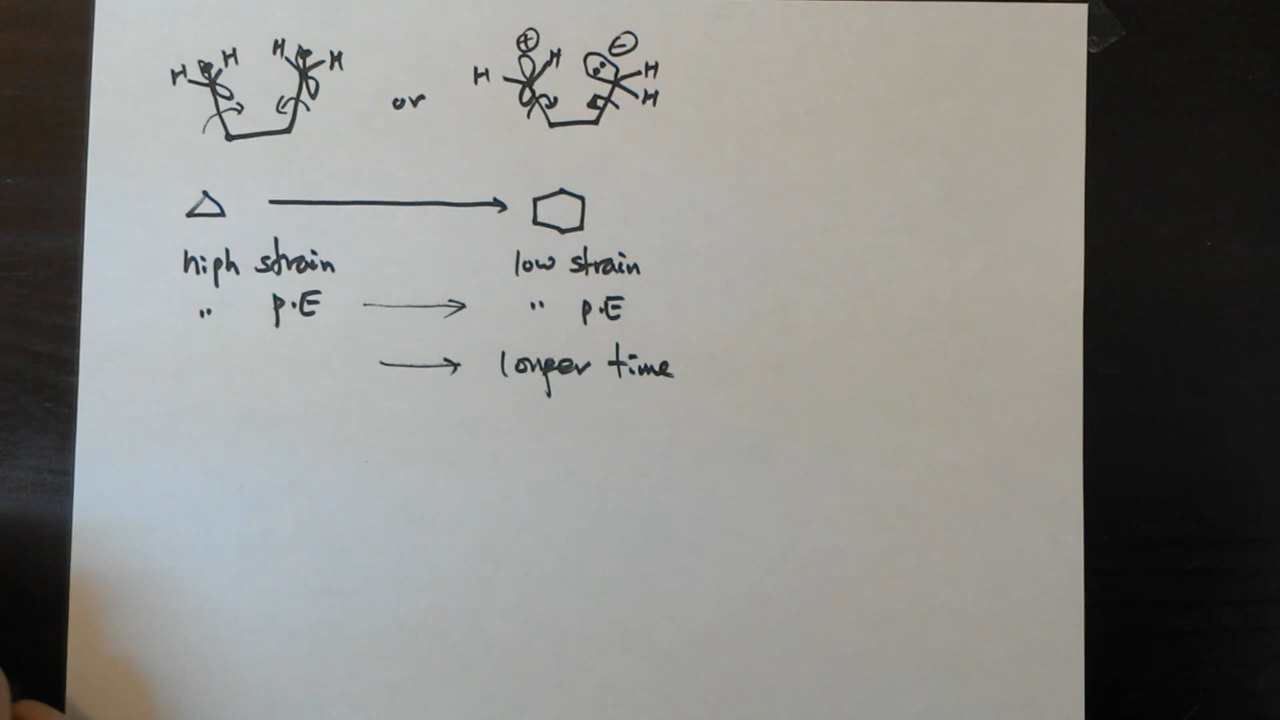 H H H H or H H ⊕ ⊖ H H
high strain low strain
" P.E → " P.E
→ longer time